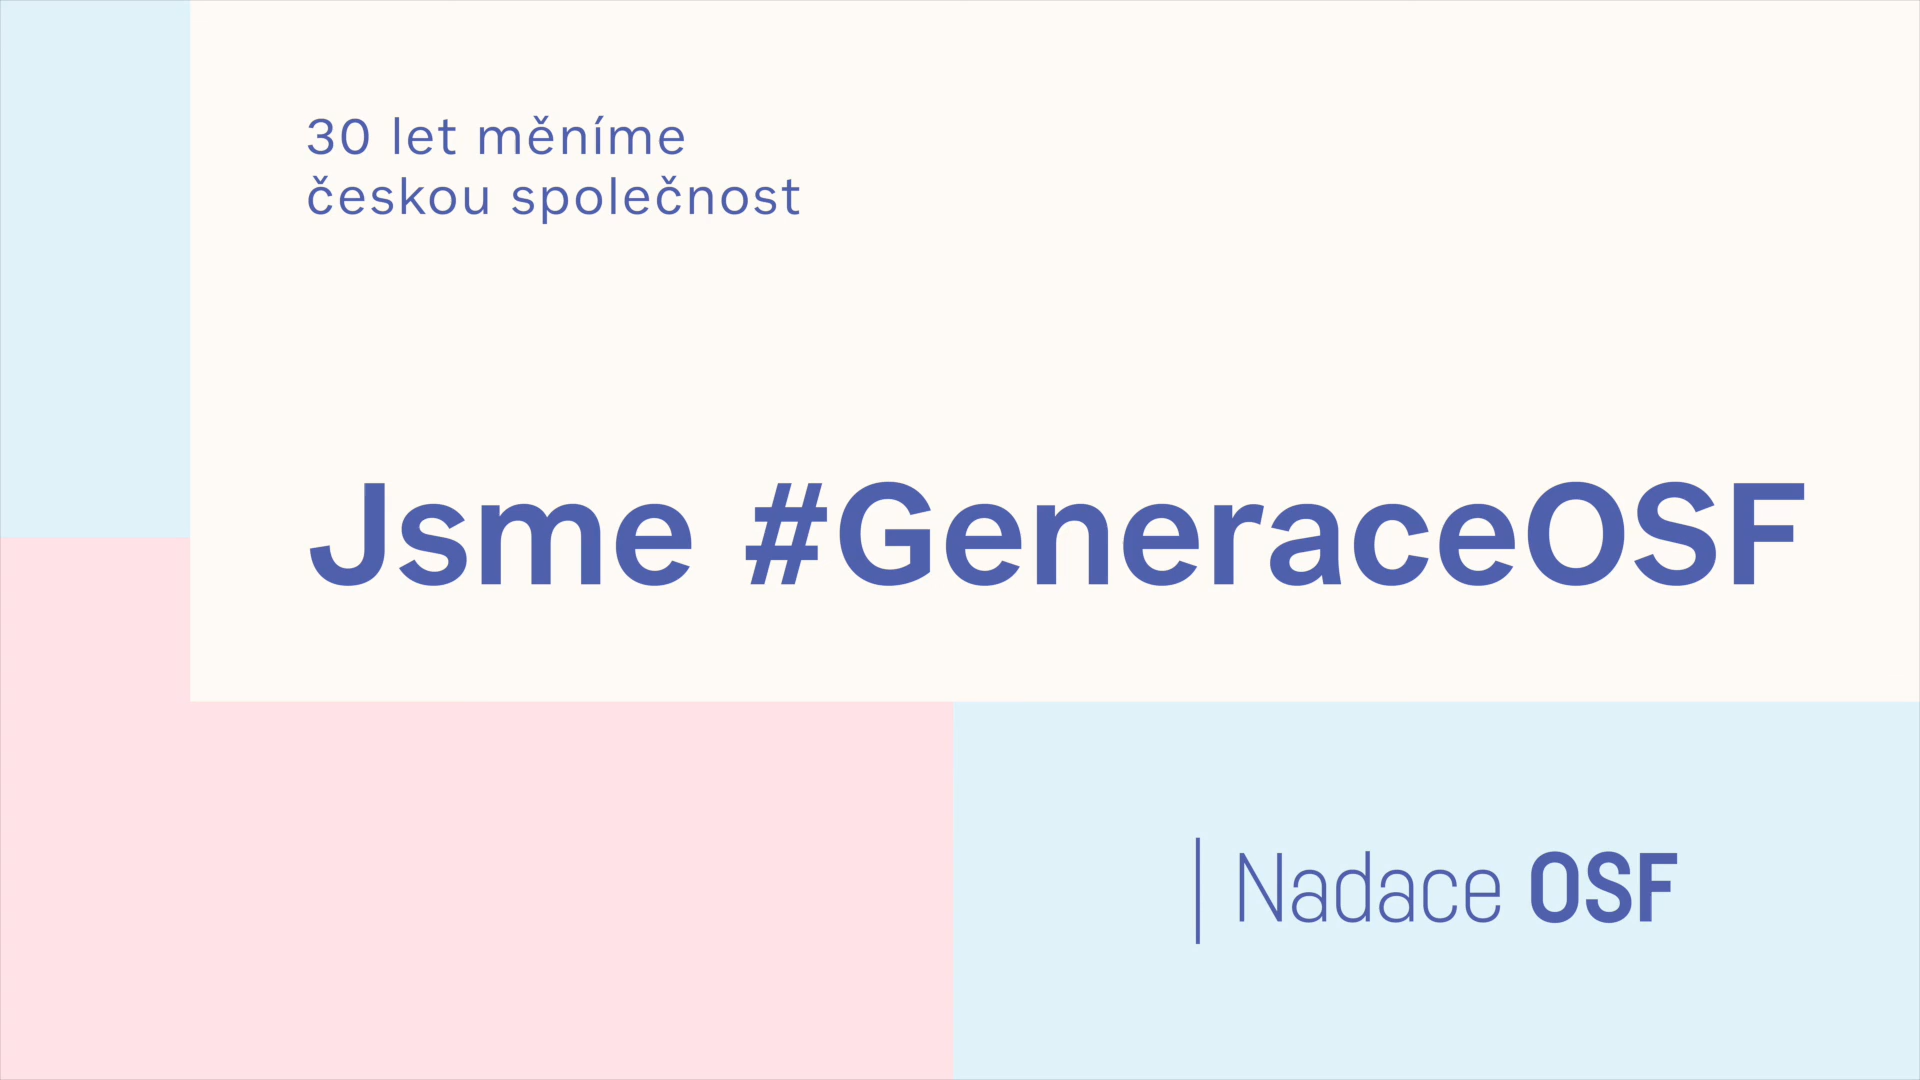 30 let měníme
českou společnost
Jsme #GeneraceOSF
Nadace OSF